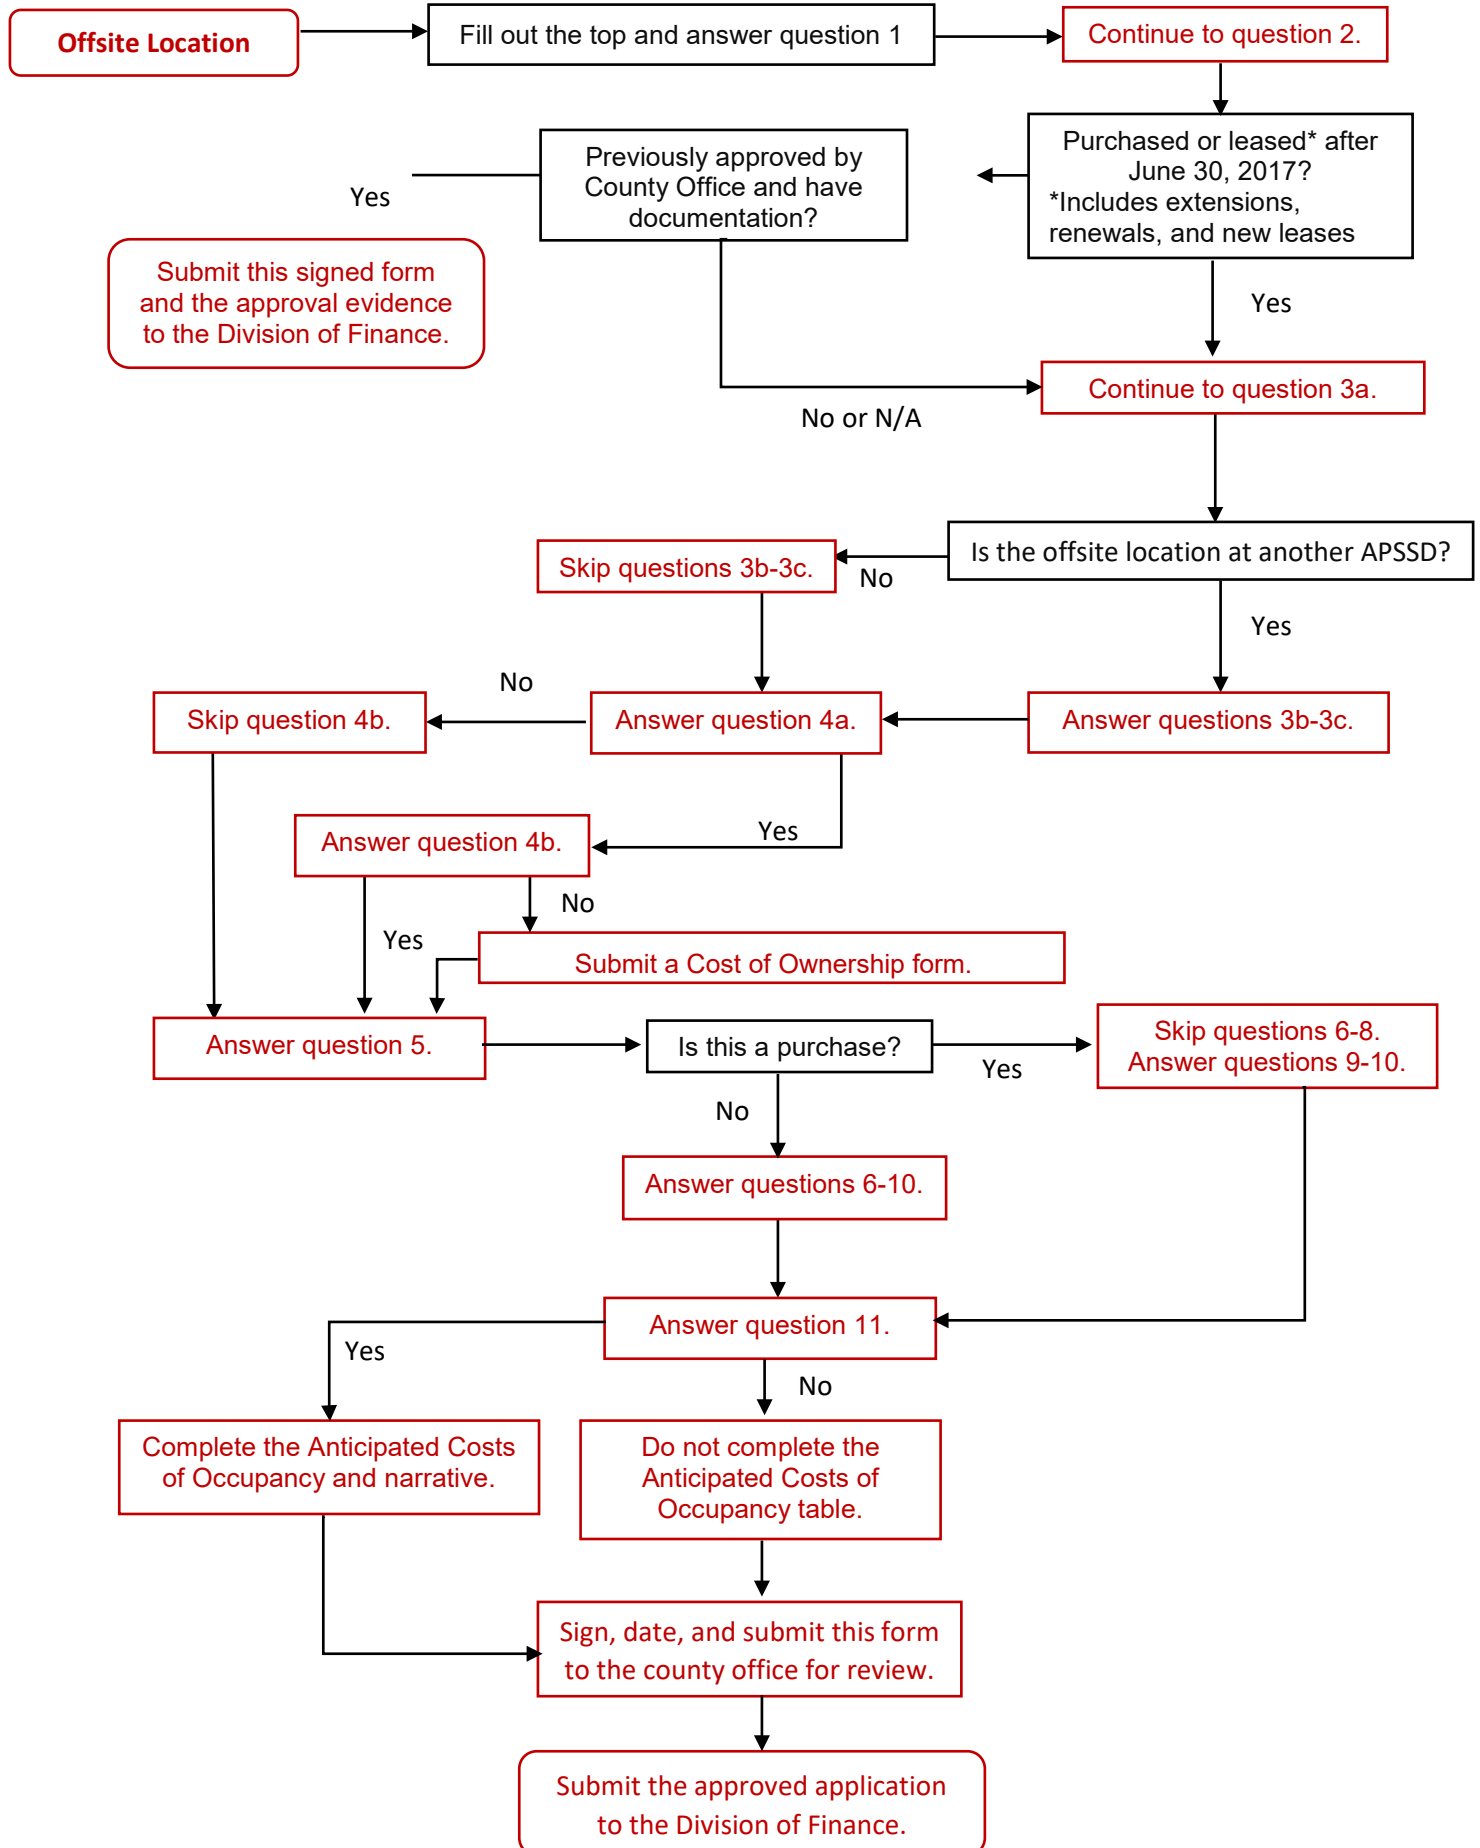 Offsite Location
Fill out the top and answer question 1
Continue to question 2.
Purchased or leased* after
June 30, 2017?
*Includes extensions,
renewals, and new leases
Previously approved by
County Office and have
documentation?
Yes
Submit this signed form
and the approval evidence
to the Division of Finance.
Yes
Continue to question 3a.
No or N/A
Is the offsite location at another APSSD?
No
Skip questions 3b-3c.
Yes
Answer questions 3b-3c.
Answer question 4a.
No
Skip question 4b.
Yes
Answer question 4b.
No
Yes
Submit a Cost of Ownership form.
Answer question 5.
Is this a purchase?
Yes
Skip questions 6-8.
Answer questions 9-10.
No
Answer questions 6-10.
Answer question 11.
Yes
No
Complete the Anticipated Costs
of Occupancy and narrative.
Do not complete the
Anticipated Costs of
Occupancy table.
Sign, date, and submit this form
to the county office for review.
Submit the approved application
to the Division of Finance.